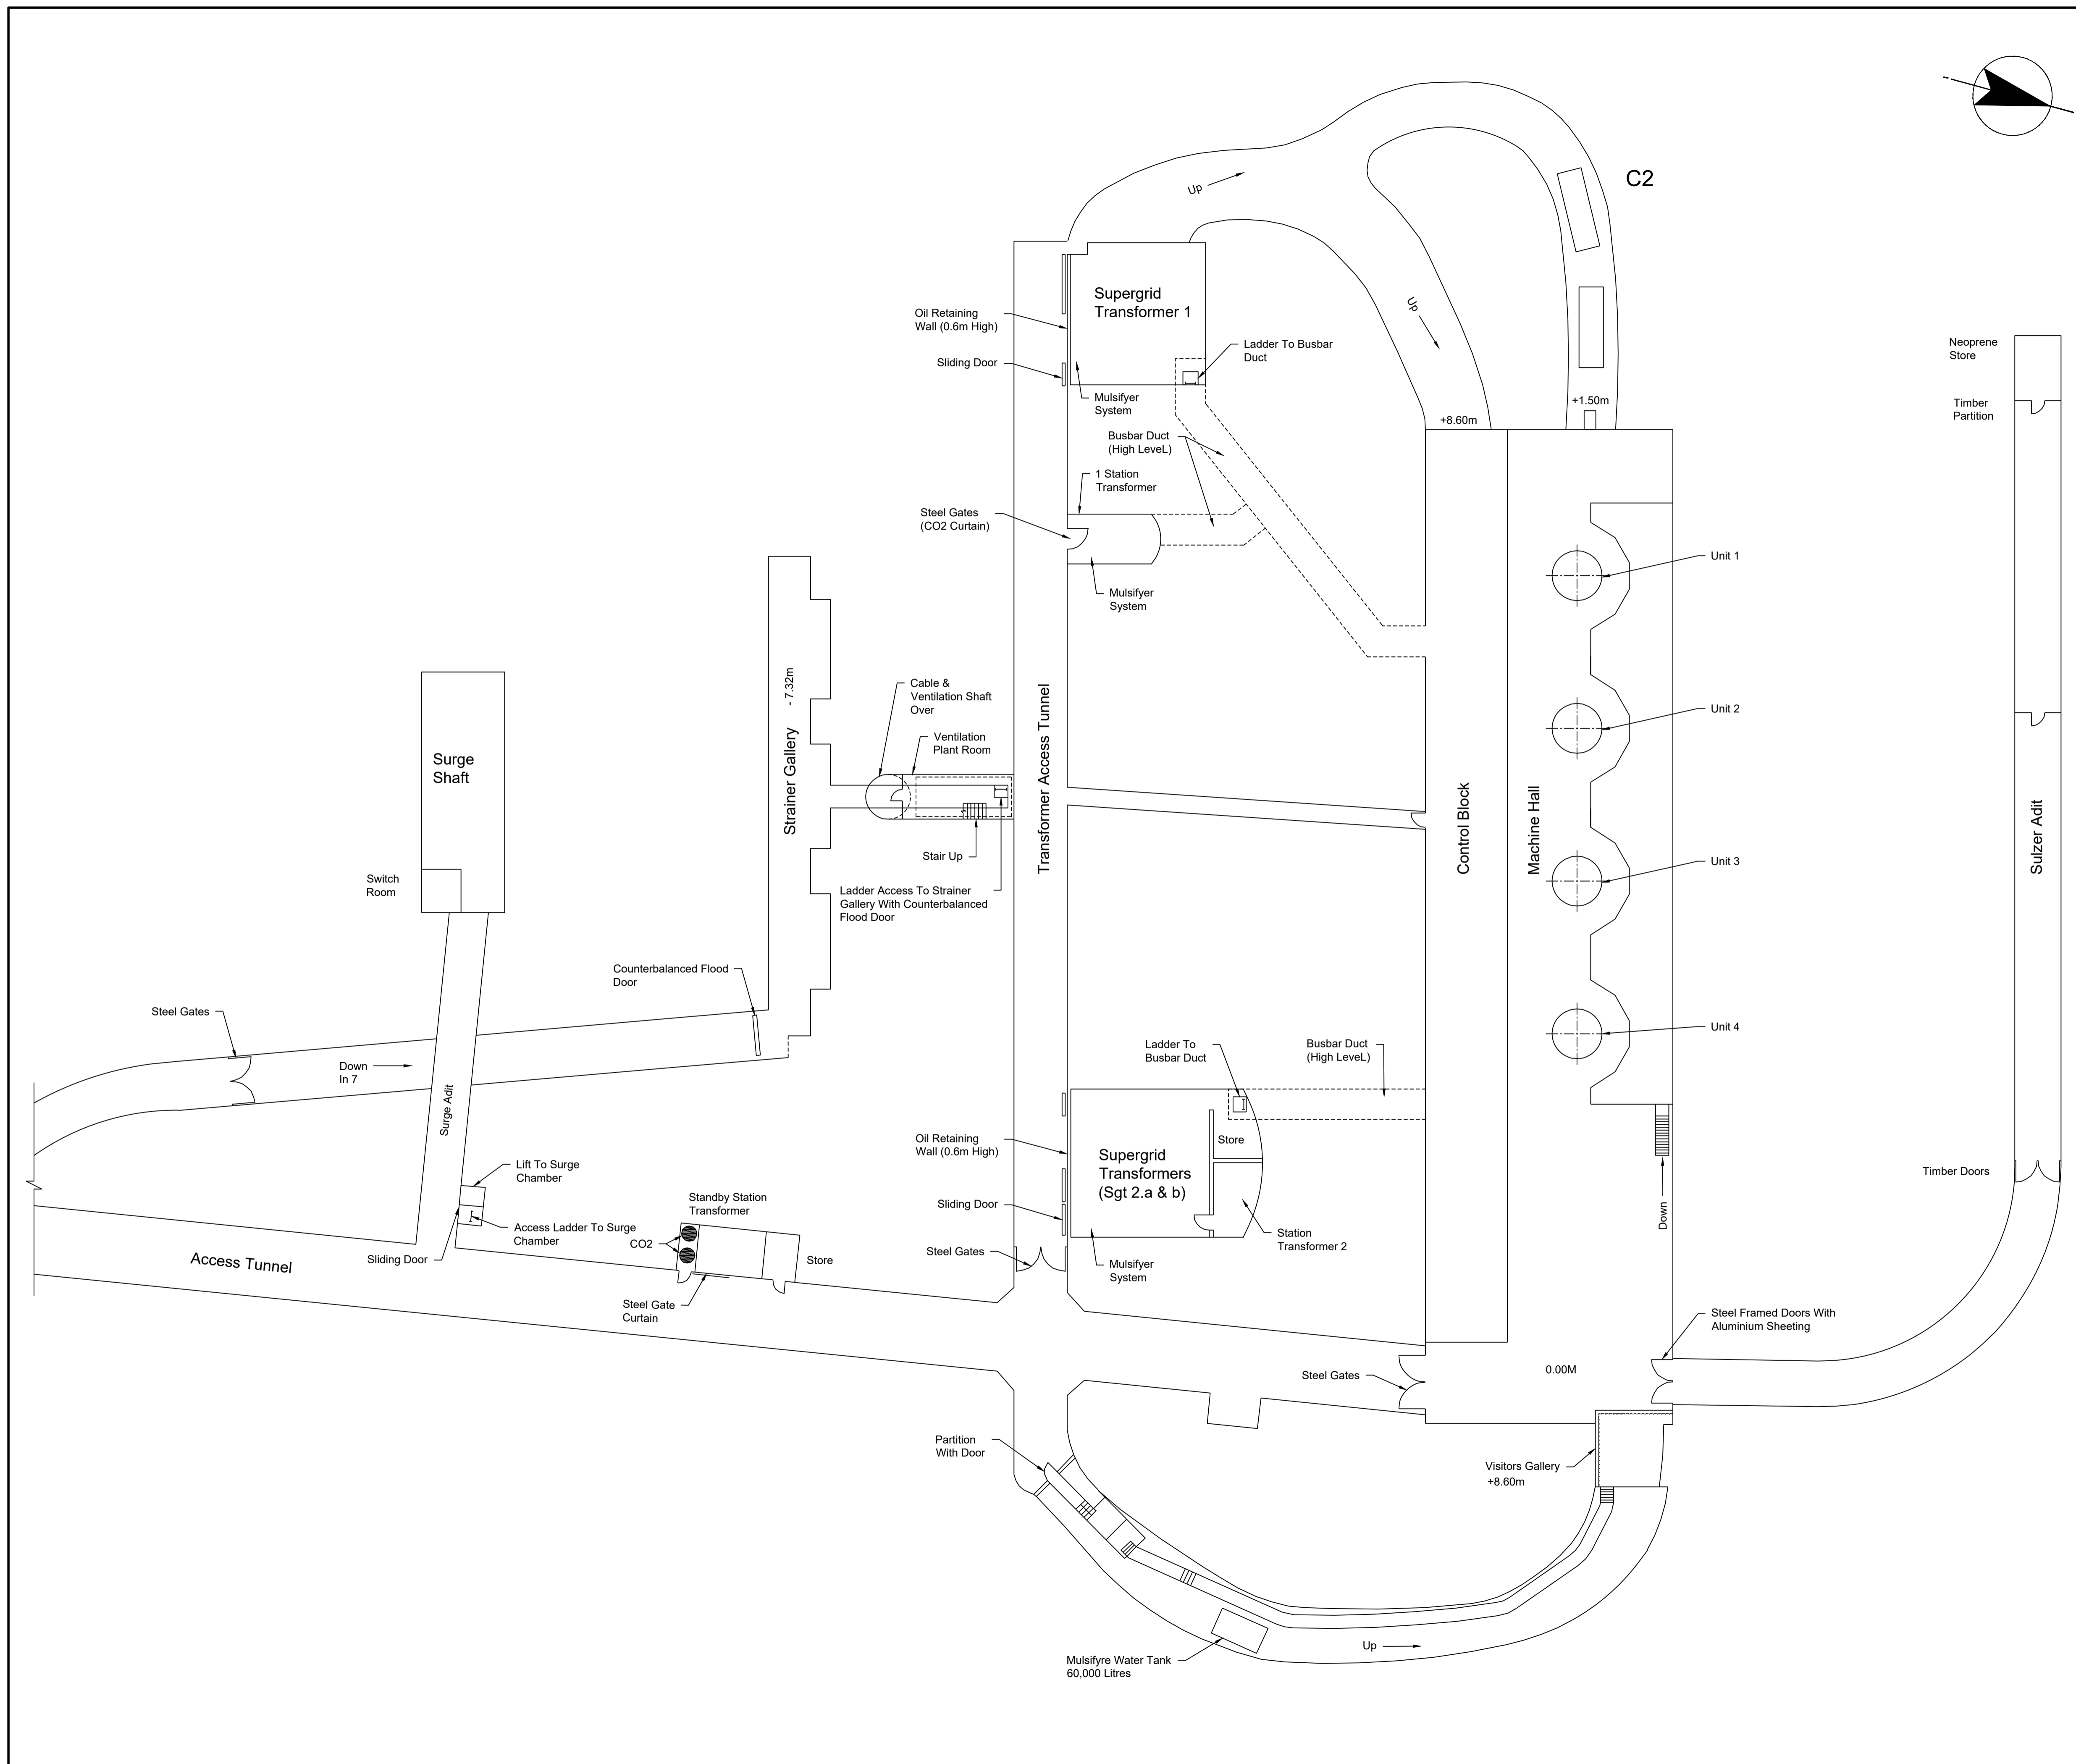 C2
Up
Up
Supergrid
Transformer 1
Oil Retaining
Wall (0.6m High)
Sliding Door
Ladder To Busbar
Duct
Mulsifyer
System
Busbar Duct
(High LeveL)
+8.60m
+1.50m
Neoprene
Store
Timber
Partition
1 Station
Transformer
Steel Gates
(CO2 Curtain)
Mulsifyer
System
Unit 1
Unit 2
Unit 3
Unit 4
Strainer Gallery
- 7.32m
Cable &
Ventilation Shaft
Over
Ventilation
Plant Room
Stair Up
Ladder Access To Strainer
Gallery With Counterbalanced
Flood Door
Transformer Access Tunnel
Control Block
Machine Hall
Sulzer Adit
Surge
Shaft
Switch
Room
Counterbalanced Flood
Door
Steel Gates
Down
In 7
Surge Adit
Ladder To
Busbar Duct
Busbar Duct
(High LeveL)
Oil Retaining
Wall (0.6m High)
Store
Supergrid
Transformers
(Sgt 2.a & b)
Sliding Door
Station
Transformer 2
Steel Gates
Mulsifyer
System
Down
Timber Doors
Lift To Surge
Chamber
Access Ladder To Surge
Chamber
Sliding Door
Standby Station
Transformer
CO2
Store
Steel Gate
Curtain
Access Tunnel
Steel Framed Doors With
Aluminium Sheeting
0.00M
Steel Gates
Partition
With Door
Visitors Gallery
+8.60m
Up
Mulsifyre Water Tank
60,000 Litres